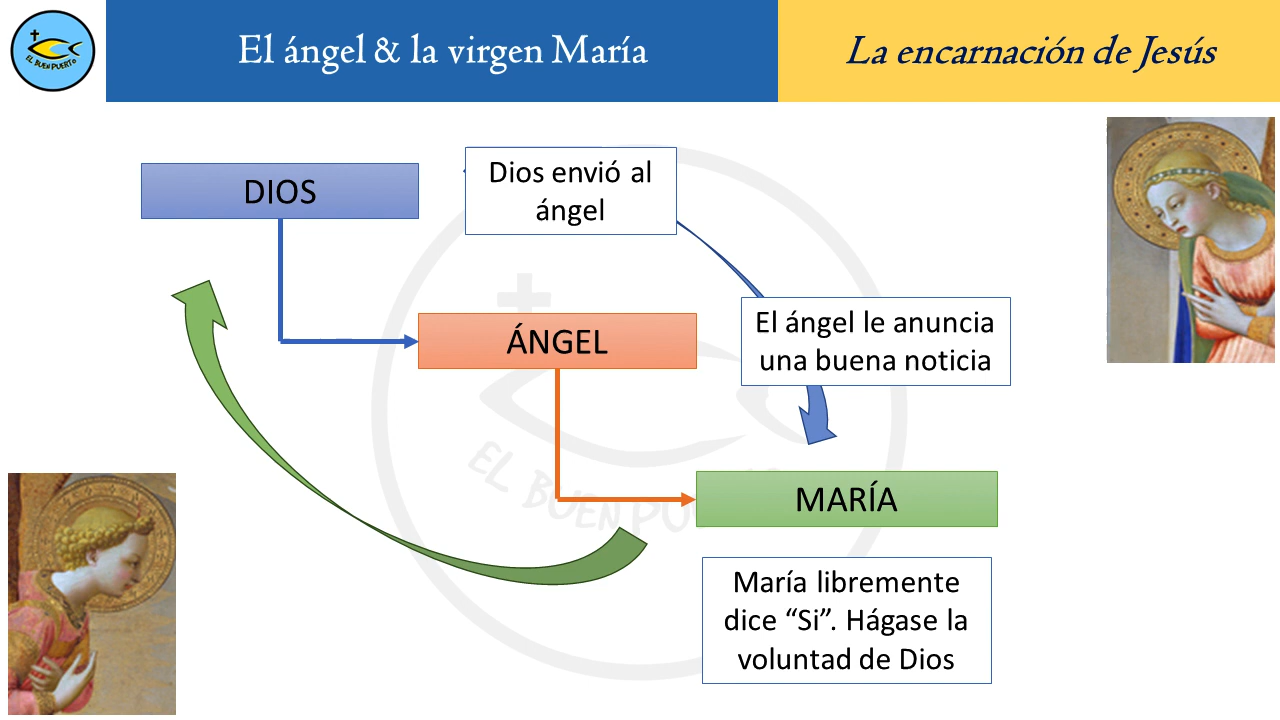 EL BUEN PUERTO
El ángel & la virgen María
La encarnación de Jesús
DIOS
Dios envió al
ángel
ÁNGEL
El ángel le anuncia
una buena noticia
EL BUEN
MARÍA
María libremente
dice “Si”. Hágase la
voluntad de Dios